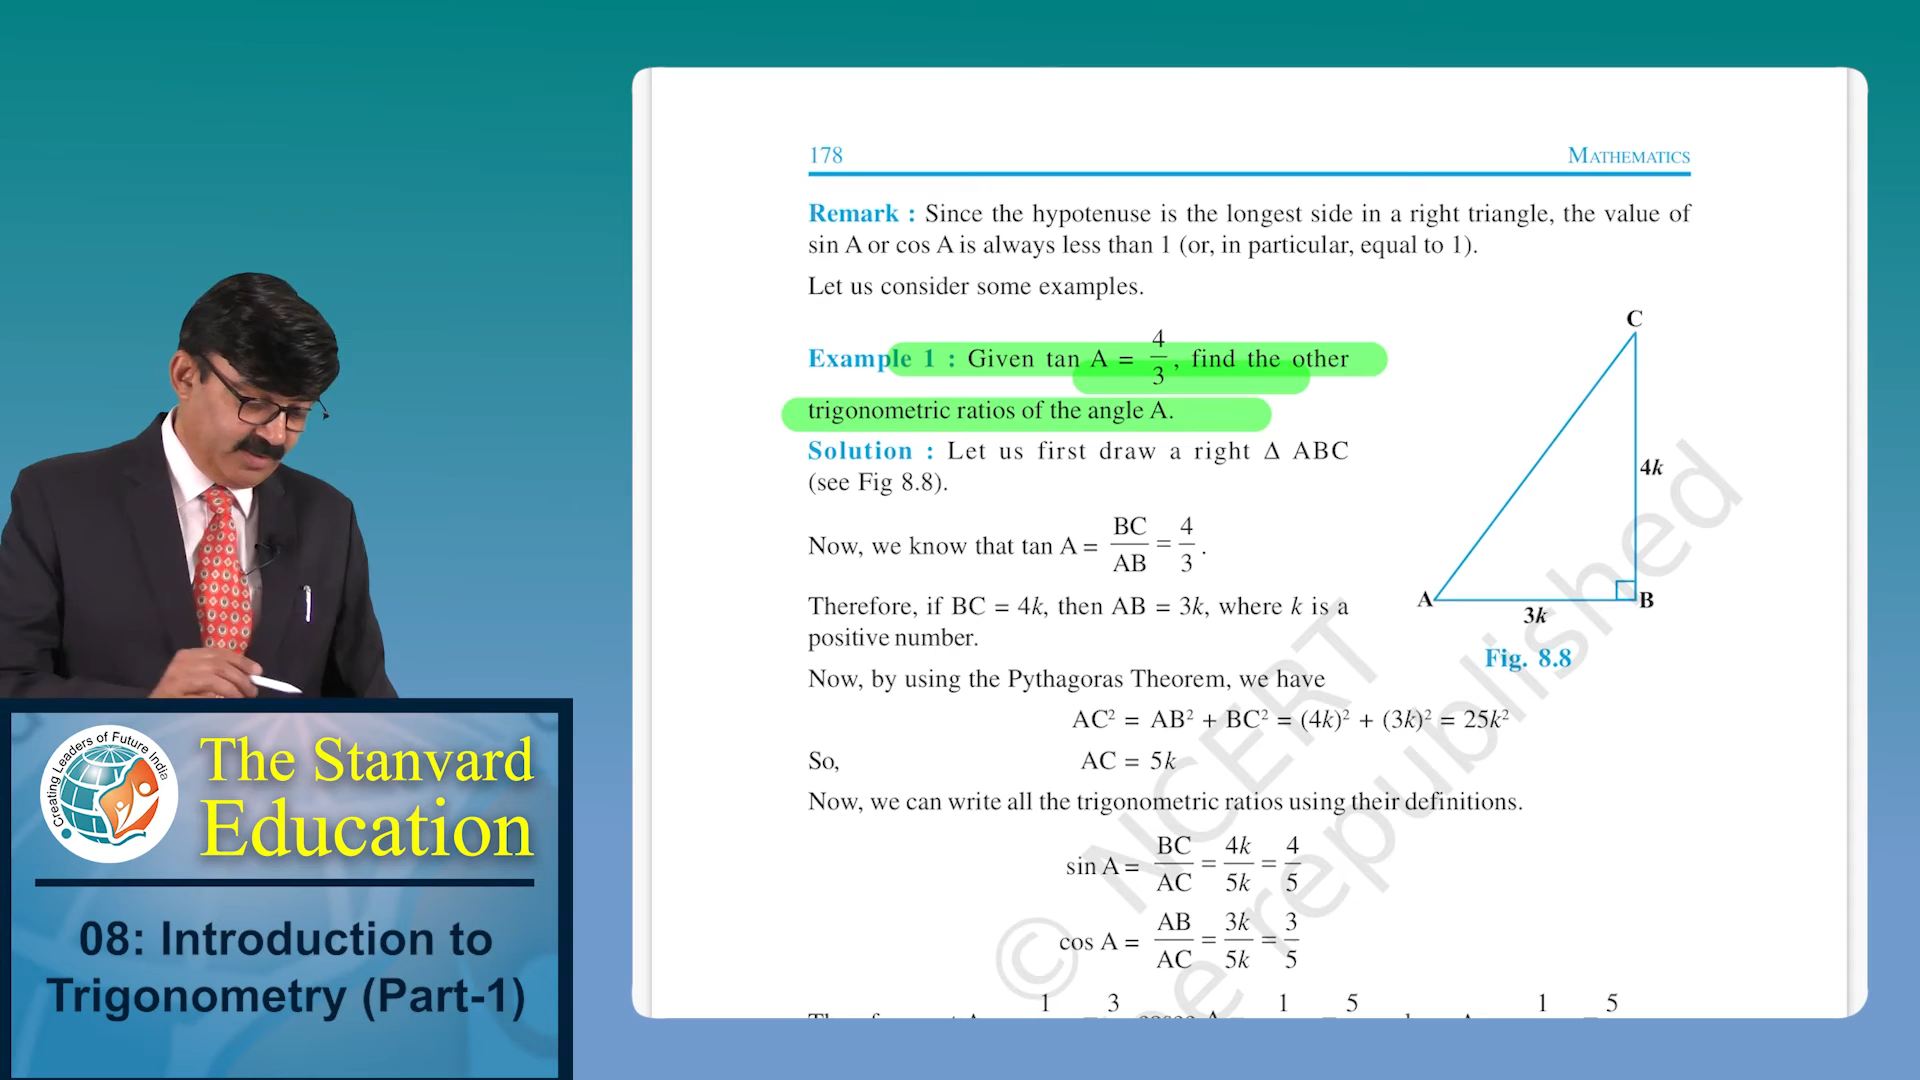 178 MATHEMATICS
Remark : Since the hypotenuse is the longest side in a right triangle, the value of
sin A or cos A is always less than 1 (or, in particular, equal to 1).
Let us consider some examples.
Example 1 : Given tan A = 4/3, find the other
trigonometric ratios of the angle A.
Solution : Let us first draw a right Δ ABC
(see Fig 8.8).
Now, we know that tan A = BC/AB = 4/3.
Therefore, if BC = 4k, then AB = 3k, where k is a
positive number.
C
4k
A
B
3k
Fig. 8.8
Now, by using the Pythagoras Theorem, we have
AC² = AB² + BC² = (4k)² + (3k)² = 25k²
So, AC = 5k
Now, we can write all the trigonometric ratios using their definitions.
sin A = BC/AC = 4k/5k = 4/5
cos A = AB/AC = 3k/5k = 3/5
1 3 1 5 1 5
© NCERT
republished
Creating Leaders of Future India
The Stanvard
Education
08: Introduction to
Trigonometry (Part-1)